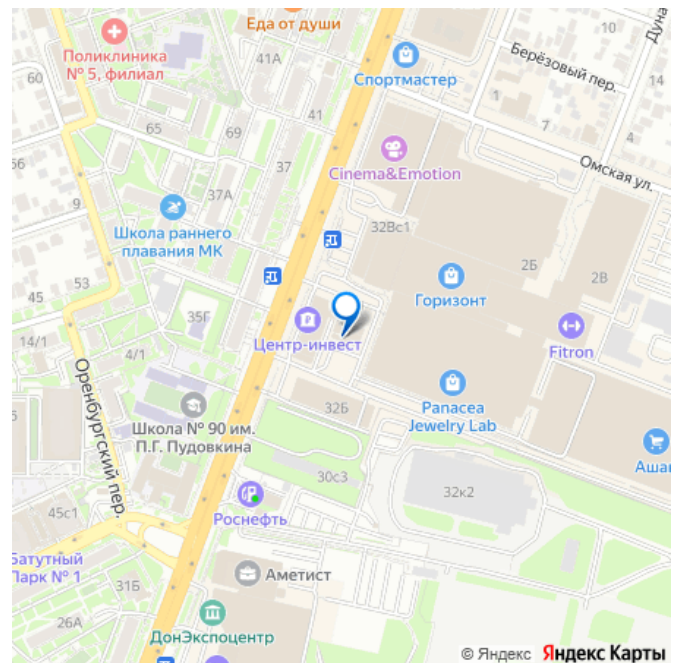 Еда от души
10
Дуна
Поликлиника
№ 5, филиал
41А
Берёзовый пер.
60
Спортмастер
14
41
1
65
69
7
4
Cinema&Emotion
56
37
Омская ул.
37А
9
Школа раннего
плавания МК
32Вс1
2Б
2В
45
53
Горизонт
35Г
14/1
Центр-инвест
Fitron
4/1
Оренбургский пер.
32Б
Panacea
Jewelry Lab
Школа № 90 им.
П.Г. Пудовкина
Ашан
30с3
32к2
45с1
Роснефть
Батутный
Парк № 1
Аметист
31Б
26А
ДонЭкспоцентр
© Яндекс Яндекс Карты